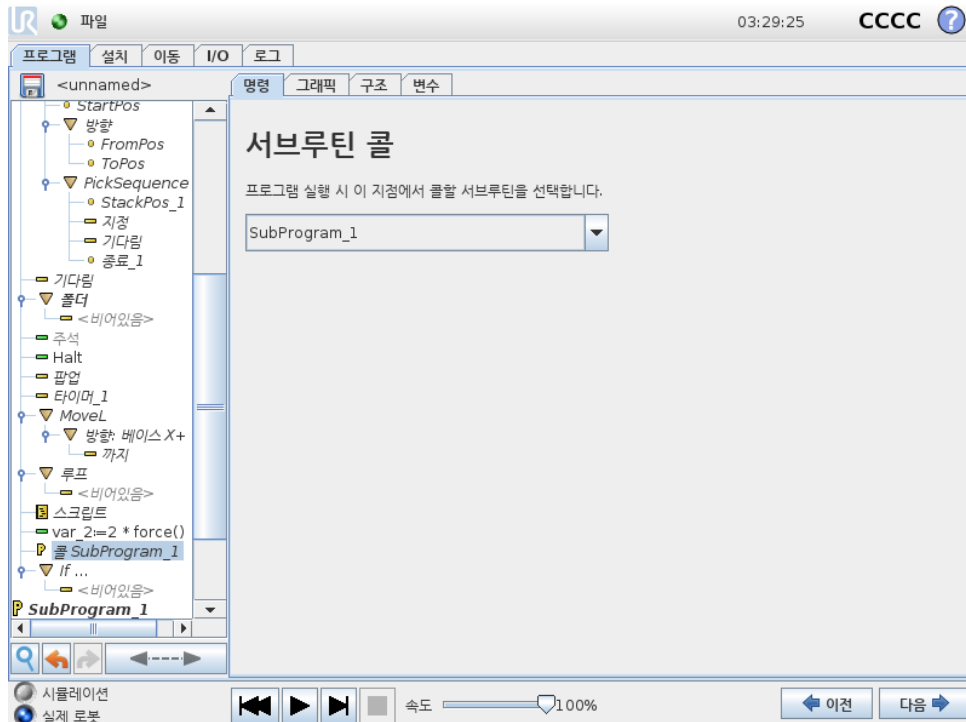 UR 파일 03:29:25 CCCC ?
프로그램 설치 이동 I/O 로그
<unnamed>
명령 그래픽 구조 변수
StartPos
방향
FromPos
ToPos
PickSequence
StackPos_1
지정
기다림
종료_1
기다림
폴더
<비어있음>
주석
Halt
팝업
타이머_1
MoveL
방향: 베이스 X+
까지
루프
<비어있음>
스크립트
var_2:=2 * force()
콜 SubProgram_1
If ...
<비어있음>
SubProgram_1
서브루틴 콜
프로그램 실행 시 이 지점에서 콜할 서브루틴을 선택합니다.
SubProgram_1
시뮬레이션
실제 로봇
속도 100%
이전 다음